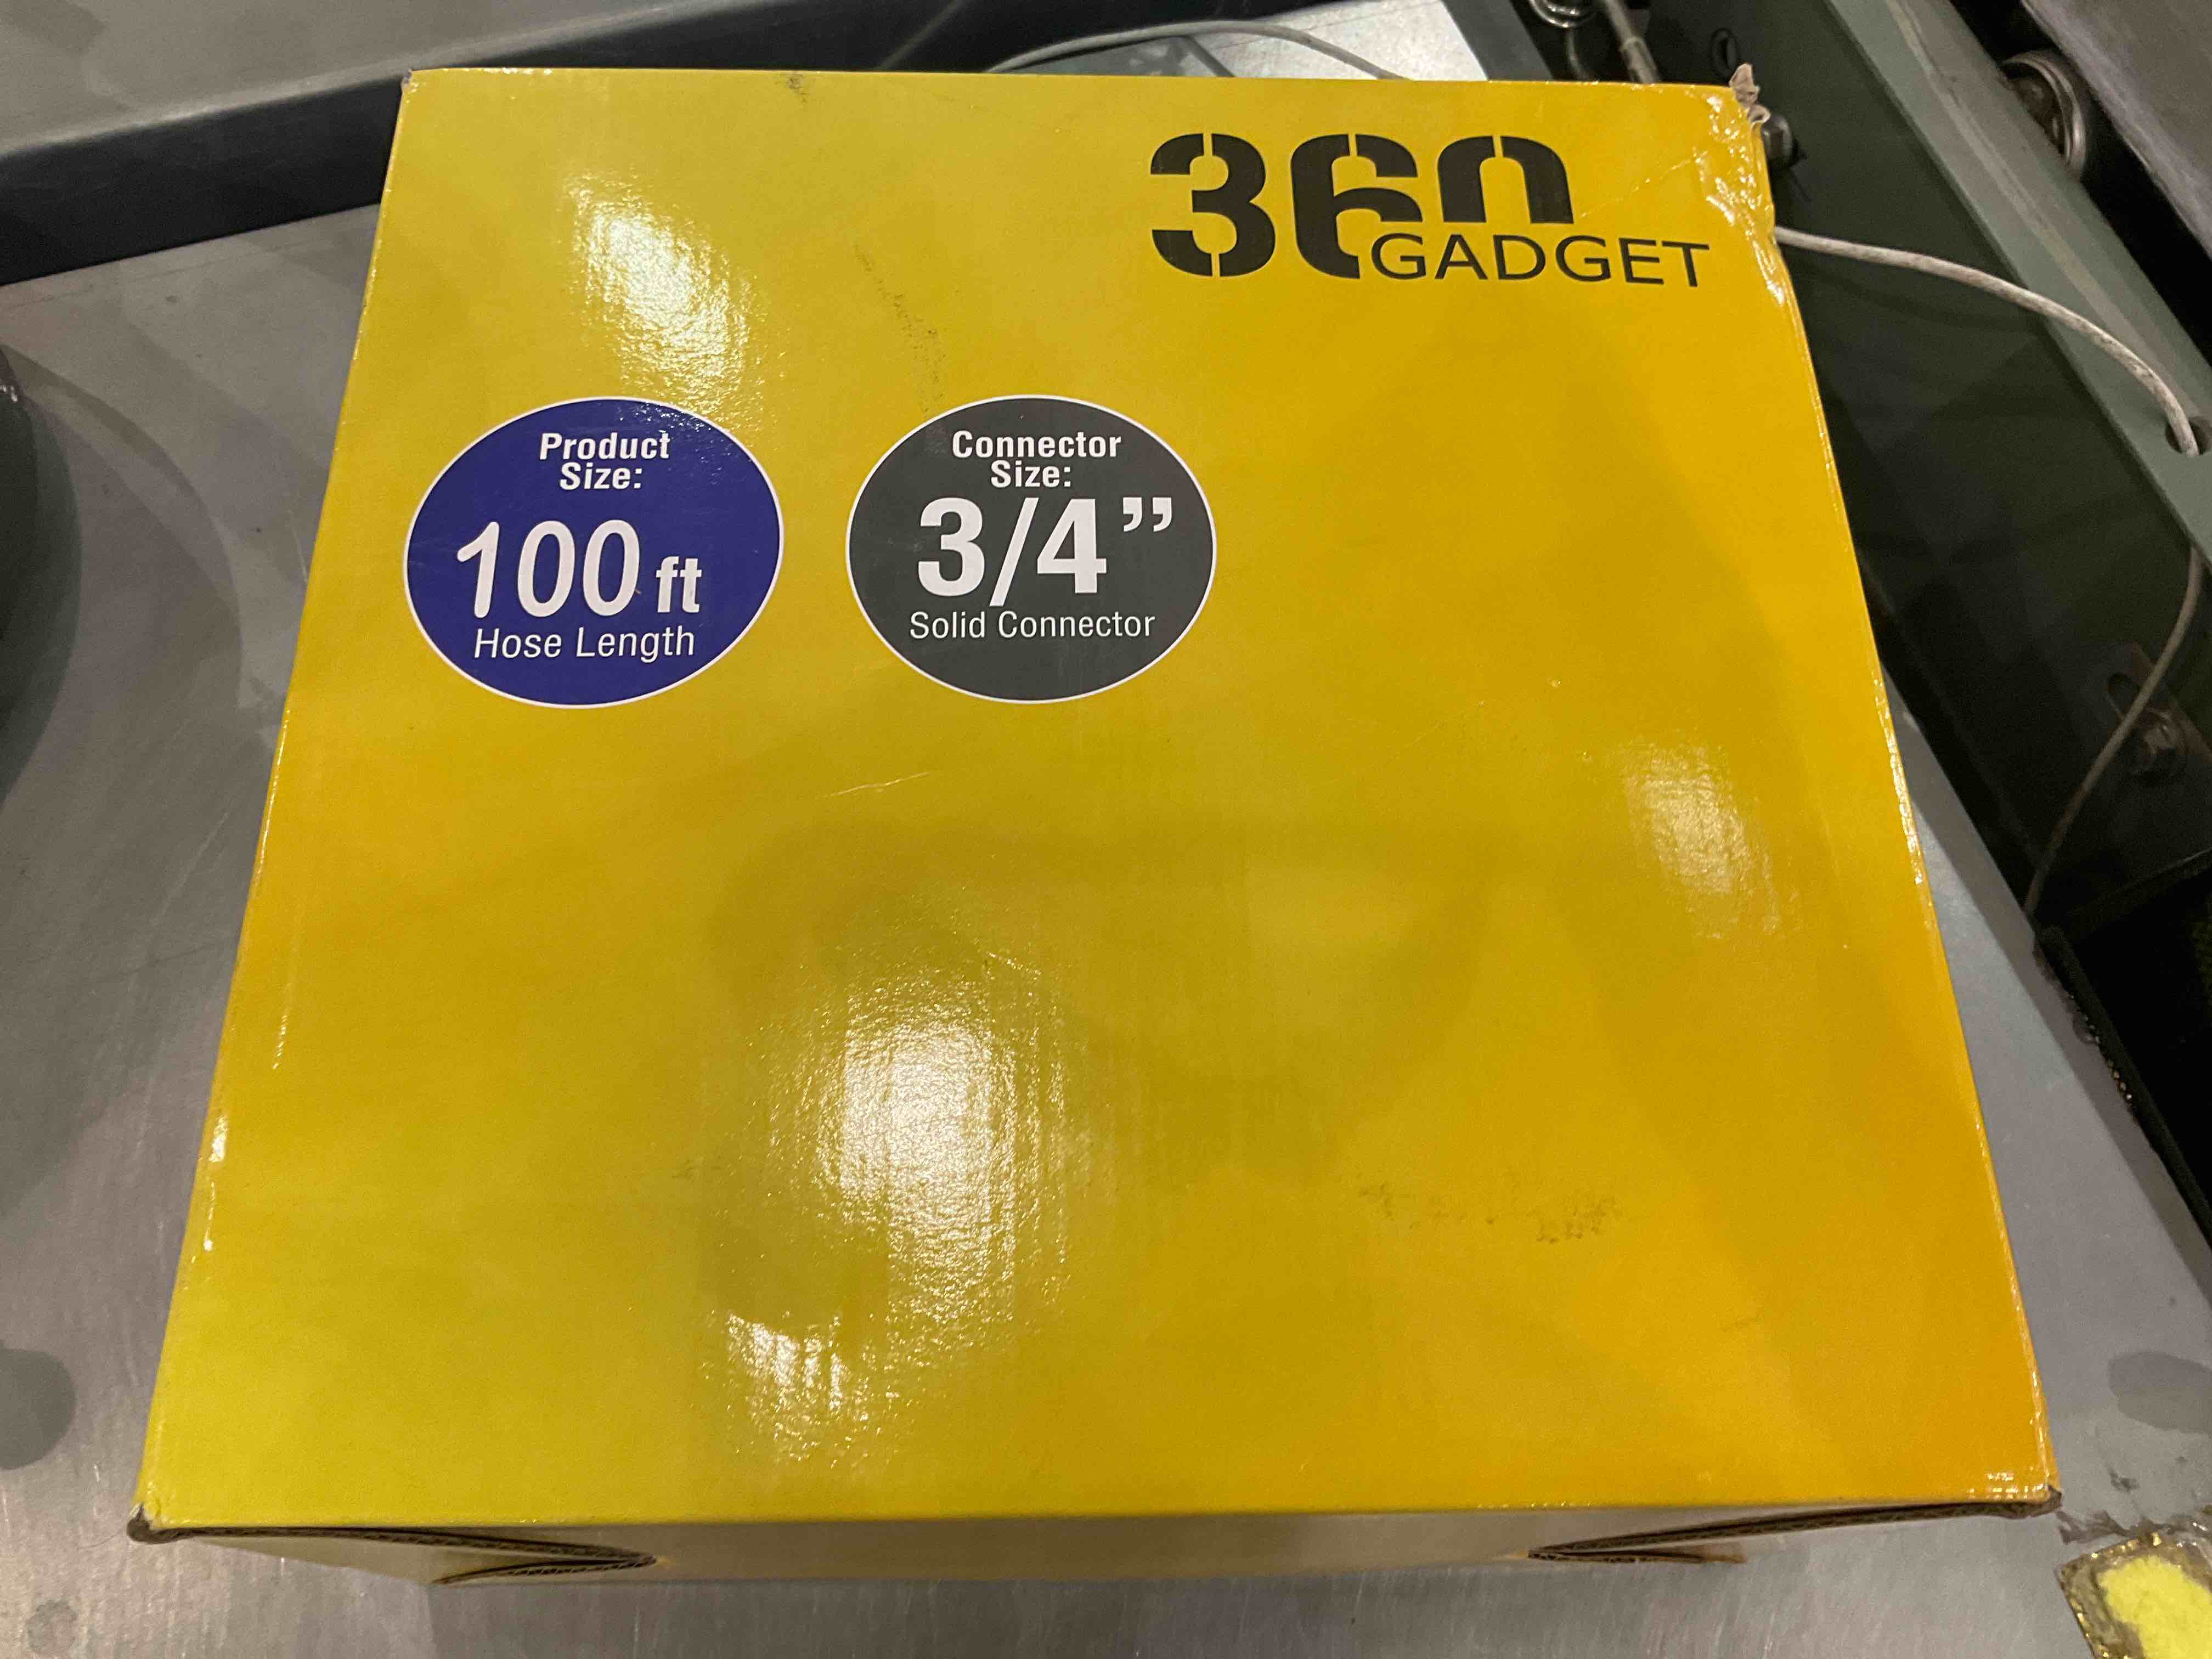 360
GADGET
Product
Size:
100 ft
Hose Length
Connector
Size:
3/4”
Solid Connector